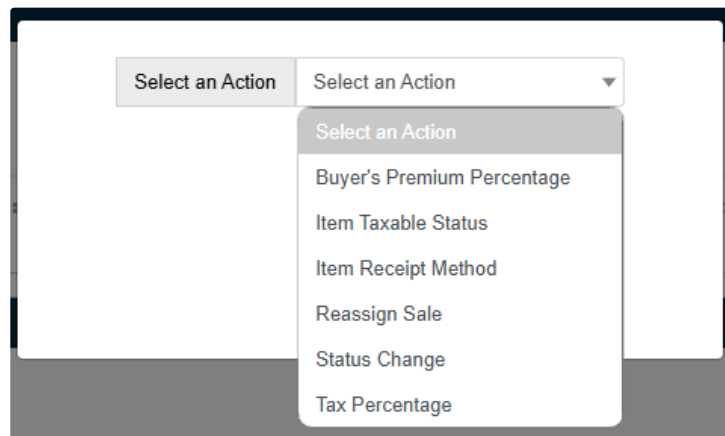 Select an Action Select an Action
Select an Action
Buyer's Premium Percentage
Item Taxable Status
Item Receipt Method
Reassign Sale
Status Change
Tax Percentage